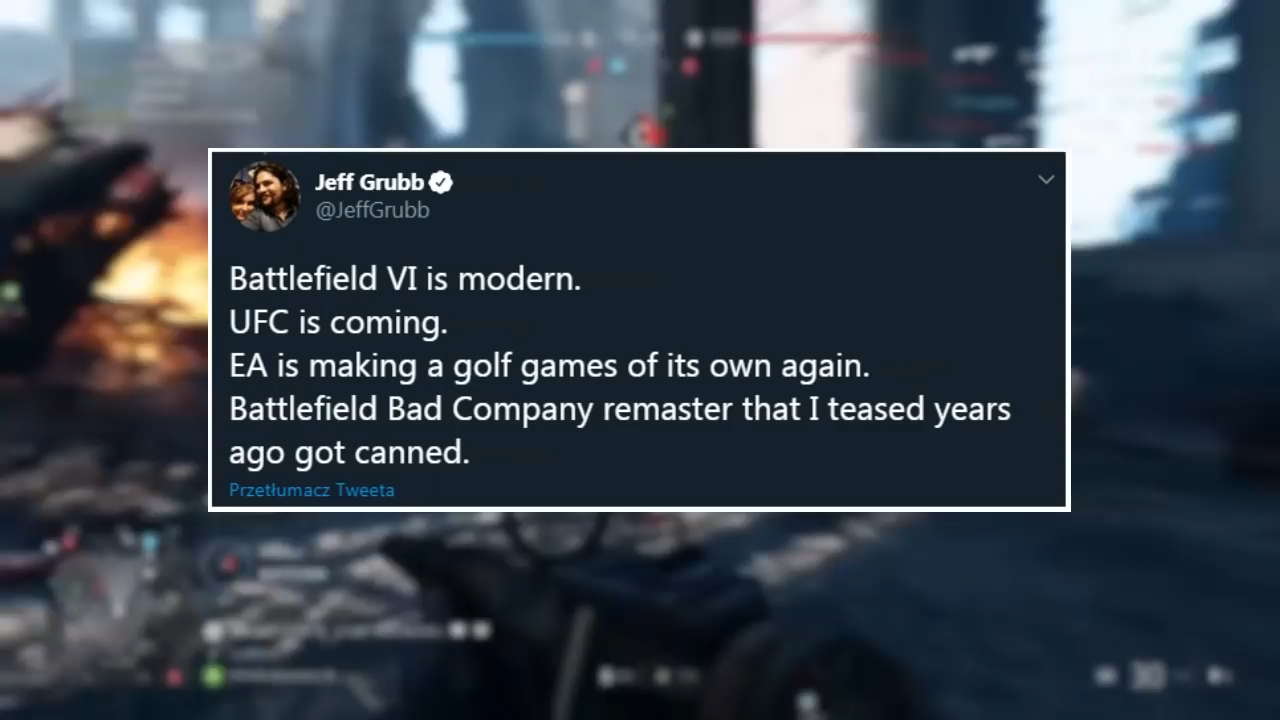 Jeff Grubb
@JeffGrubb
Battlefield VI is modern.
UFC is coming.
EA is making a golf games of its own again.
Battlefield Bad Company remaster that I teased years
ago got canned.
Przetłumacz Tweeta
30